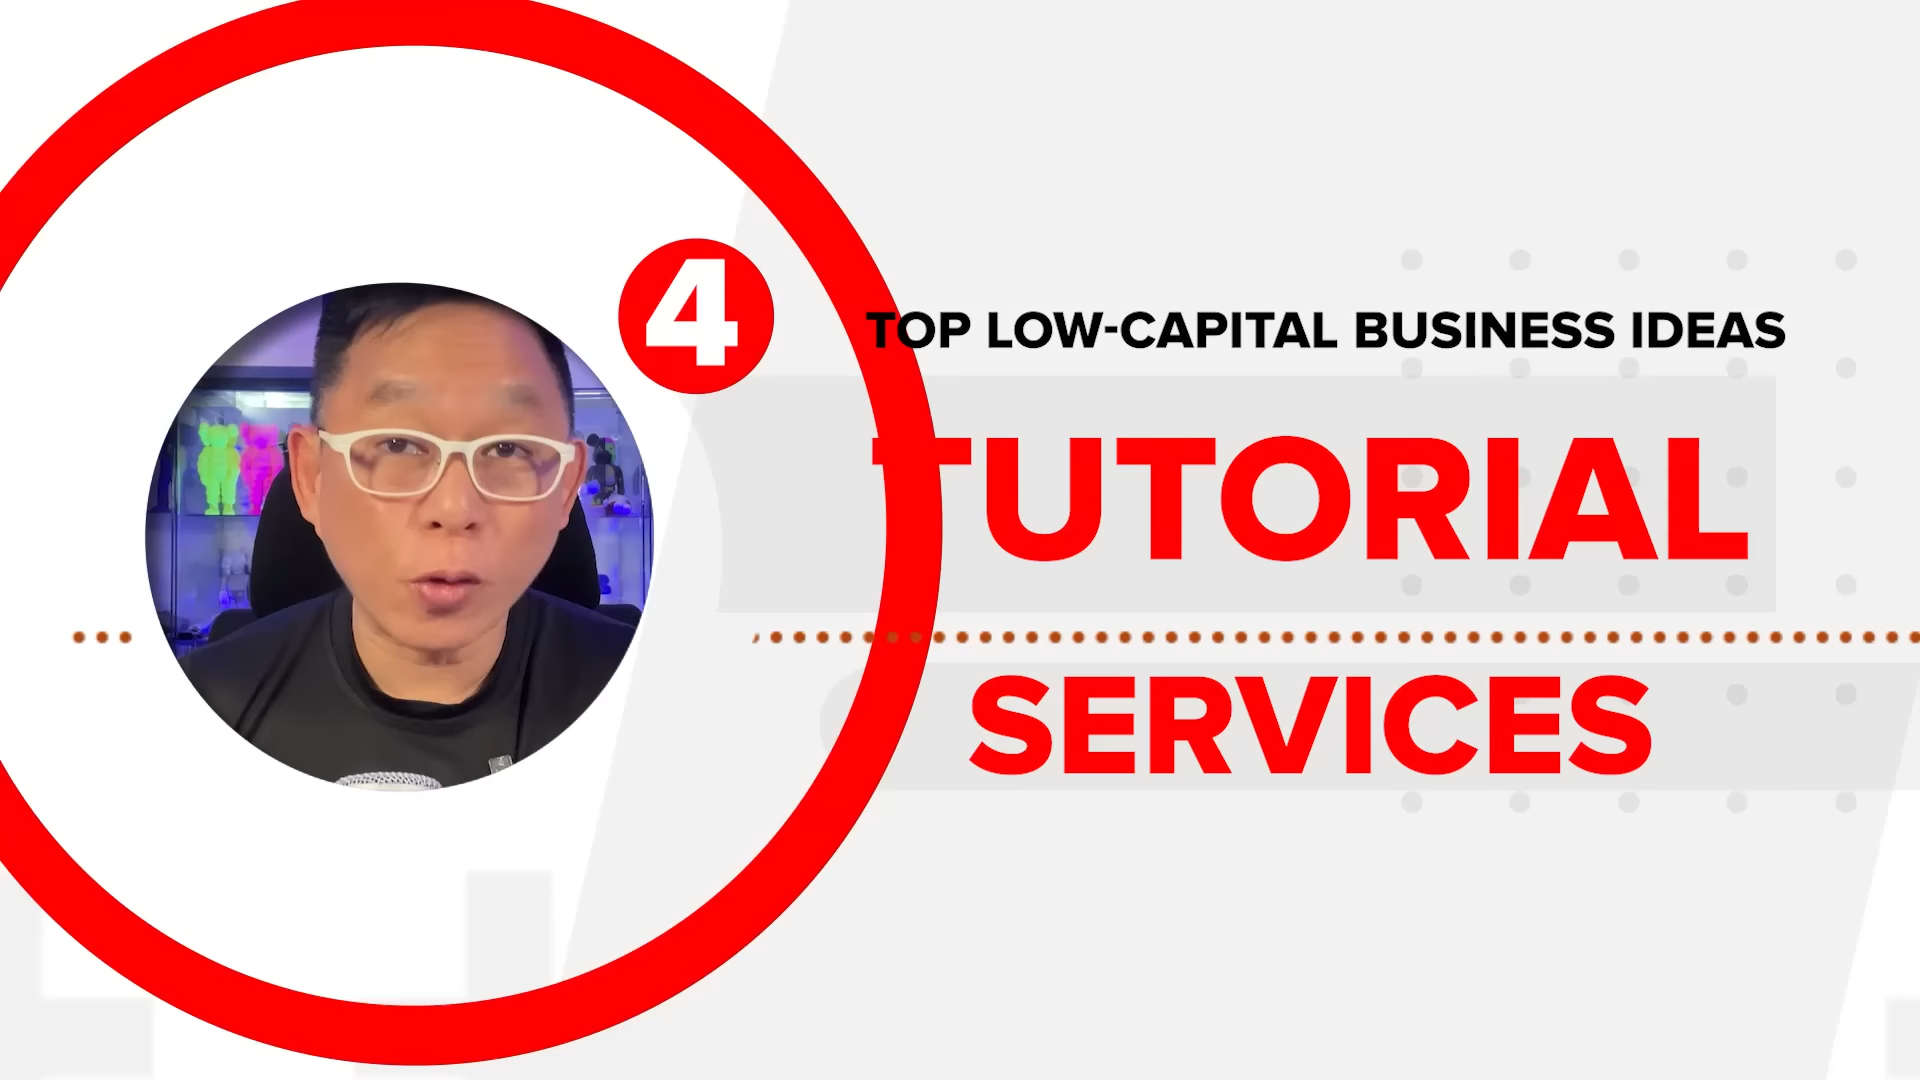 4
TOP LOW-CAPITAL BUSINESS IDEAS
TUTORIAL
SERVICES